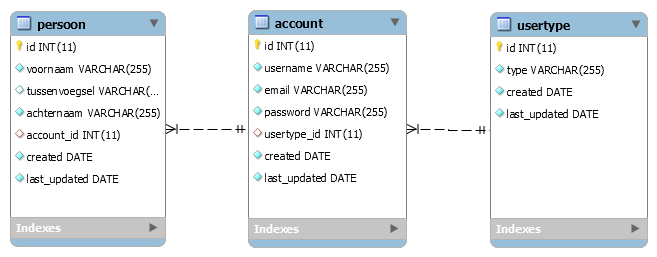 persoon
id INT(11)
voornaam VARCHAR(255)
tussenvoegsel VARCHAR(...
achternaam VARCHAR(255)
account_id INT(11)
created DATE
last_updated DATE
Indexes
account
id INT(11)
username VARCHAR(255)
email VARCHAR(255)
password VARCHAR(255)
usertype_id INT(11)
created DATE
last_updated DATE
Indexes
usertype
id INT(11)
type VARCHAR(255)
created DATE
last_updated DATE
Indexes